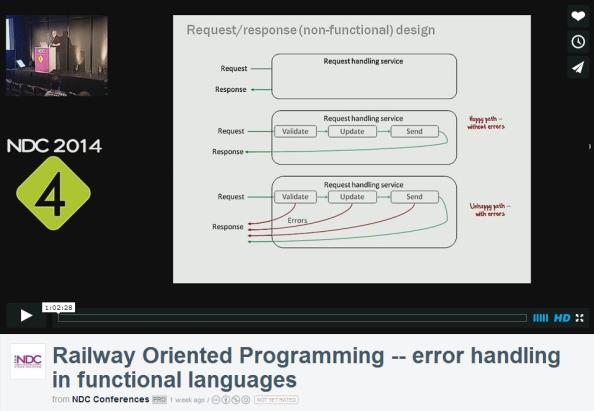 Request/response (non-functional) design
Request handling service
Request
Response
Request handling service
Request
Validate
Update
Send
Response
Happy path --
without errors
Request handling service
Request
Validate
Update
Send
Response
Errors
Unhappy path --
with errors
NDC 2014
4
1:02:28
HD
NDC
Railway Oriented Programming -- error handling
in functional languages
from NDC Conferences PRO 1 week ago /
NOT YET RATED